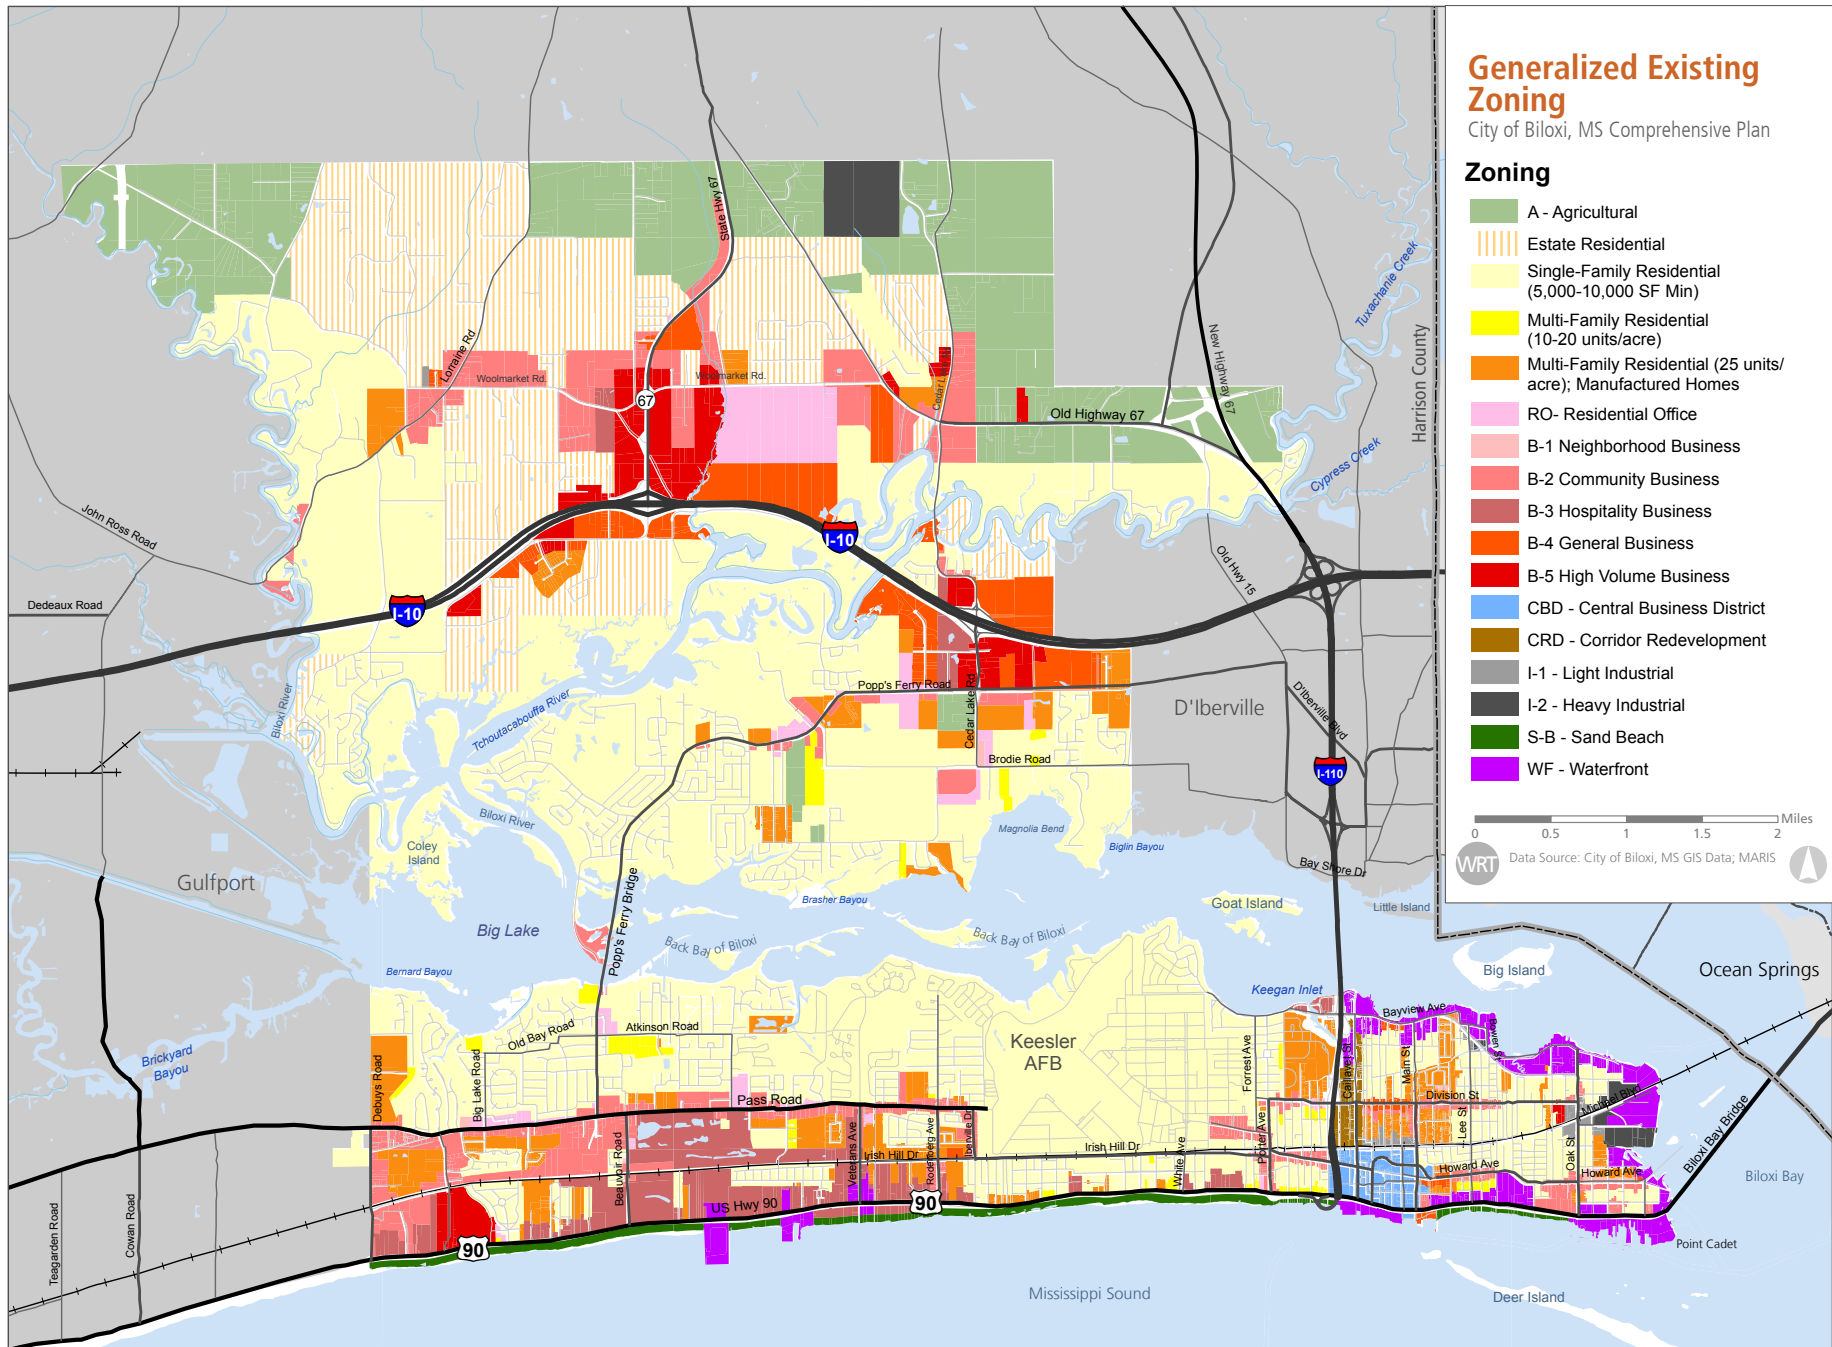 Generalized Existing
Zoning
City of Biloxi, MS Comprehensive Plan
Zoning
A - Agricultural
Estate Residential
Single-Family Residential
(5,000-10,000 SF Min)
Multi-Family Residential
(10-20 units/acre)
Multi-Family Residential (25 units/
acre); Manufactured Homes
RO- Residential Office
B-1 Neighborhood Business
B-2 Community Business
B-3 Hospitality Business
B-4 General Business
B-5 High Volume Business
CBD - Central Business District
CRD - Corridor Redevelopment
I-1 - Light Industrial
I-2 - Heavy Industrial
S-B - Sand Beach
WF - Waterfront
Miles
0 0.5 1 1.5 2
WRT
Data Source: City of Biloxi, MS GIS Data; MARIS
State Hwy 67
Tuxachanie Creek
Harrison County
New Highway 67
Lorraine Rd
Woolmarket Rd.
Woolmarket Rd.
67
Old Highway 67
Cypress Creek
John Ross Road
I-10
Old Hwy 15
Dedeaux Road
I-10
Popp's Ferry Road
Cedar Lake Rd
D'Iberville
D'Iberville Blvd
Biloxi River
Tchoutacabouffa River
Brodie Road
I-110
Biloxi River
Coley
Island
Magnolia Bend
Biglin Bayou
Bay Shore Dr
Gulfport
Popp's Ferry Bridge
Brasher Bayou
Goat Island
Little Island
Big Lake
Back Bay of Biloxi
Back Bay of Biloxi
Bernard Bayou
Big Island
Ocean Springs
Keegan Inlet
Bayview Ave
Bowen St
Old Bay Road
Atkinson Road
Keesler
AFB
Brickyard
Bayou
Debuys Road
Big Lake Road
Forrest Ave
Caillavet St
Main St
Pass Road
Division St
Michael Blvd
Lee St
Biloxi Bay Bridge
Beauvoir Road
Veterans Ave
Rodenberg Ave
Iberville Dr
Irish Hill Dr
Irish Hill Dr
White Ave
Porter Ave
Howard Ave
Oak St
Howard Ave
Biloxi Bay
Teagarden Road
Cowan Road
US Hwy 90
90
90
Point Cadet
Mississippi Sound
Deer Island